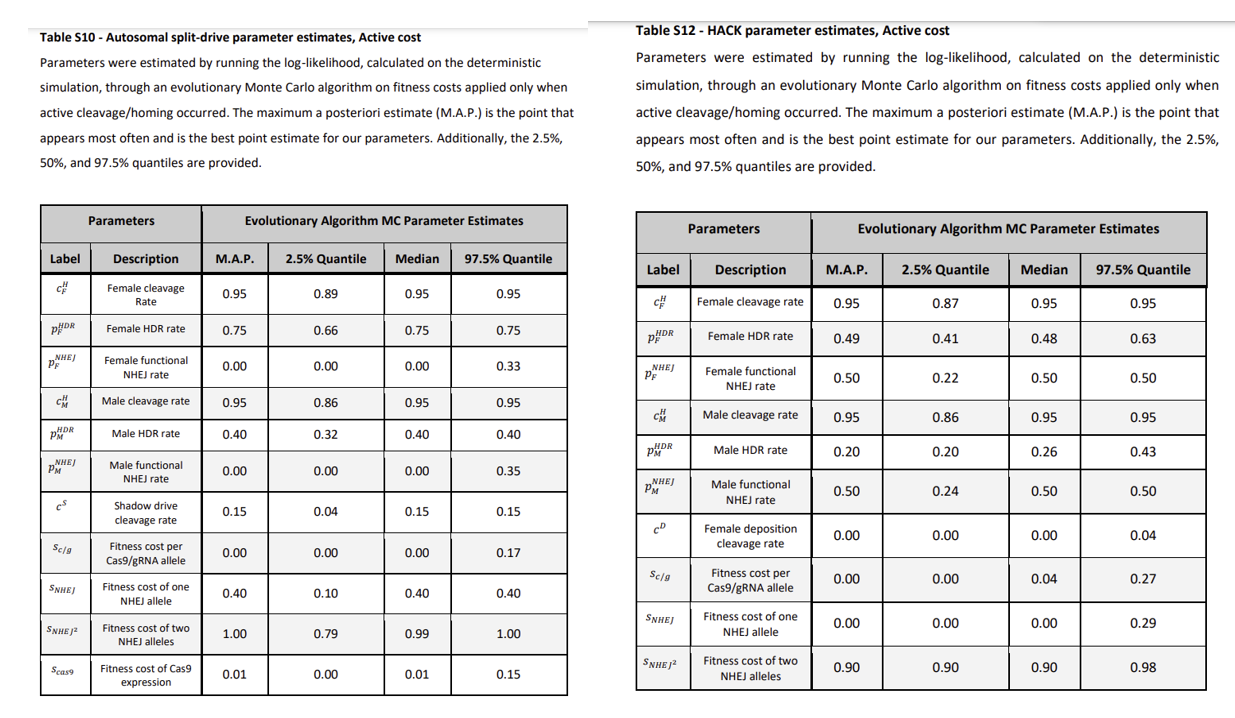 Table S10 - Autosomal split-drive parameter estimates, Active cost
Parameters were estimated by running the log-likelihood, calculated on the deterministic
simulation, through an evolutionary Monte Carlo algorithm on fitness costs applied only when
active cleavage/homing occurred. The maximum a posteriori estimate (M.A.P.) is the point that
appears most often and is the best point estimate for our parameters. Additionally, the 2.5%,
50%, and 97.5% quantiles are provided.
Parameters Evolutionary Algorithm MC Parameter Estimates
Label Description M.A.P. 2.5% Quantile Median 97.5% Quantile
c_F^H Female cleavage Rate 0.95 0.89 0.95 0.95
p_F^HDR Female HDR rate 0.75 0.66 0.75 0.75
p_F^NHEJ Female functional NHEJ rate 0.00 0.00 0.00 0.33
c_M^H Male cleavage rate 0.95 0.86 0.95 0.95
p_M^HDR Male HDR rate 0.40 0.32 0.40 0.40
p_M^NHEJ Male functional NHEJ rate 0.00 0.00 0.00 0.35
c^S Shadow drive cleavage rate 0.15 0.04 0.15 0.15
s_c/g Fitness cost per Cas9/gRNA allele 0.00 0.00 0.00 0.17
s_NHEJ Fitness cost of one NHEJ allele 0.40 0.10 0.40 0.40
s_NHEJ² Fitness cost of two NHEJ alleles 1.00 0.79 0.99 1.00
s_cas9 Fitness cost of Cas9 expression 0.01 0.00 0.01 0.15
Table S12 - HACK parameter estimates, Active cost
Parameters were estimated by running the log-likelihood, calculated on the deterministic
simulation, through an evolutionary Monte Carlo algorithm on fitness costs applied only when
active cleavage/homing occurred. The maximum a posteriori estimate (M.A.P.) is the point that
appears most often and is the best point estimate for our parameters. Additionally, the 2.5%,
50%, and 97.5% quantiles are provided.
Parameters Evolutionary Algorithm MC Parameter Estimates
Label Description M.A.P. 2.5% Quantile Median 97.5% Quantile
c_F^H Female cleavage rate 0.95 0.87 0.95 0.95
p_F^HDR Female HDR rate 0.49 0.41 0.48 0.63
p_F^NHEJ Female functional NHEJ rate 0.50 0.22 0.50 0.50
c_M^H Male cleavage rate 0.95 0.86 0.95 0.95
p_M^HDR Male HDR rate 0.20 0.20 0.26 0.43
p_M^NHEJ Male functional NHEJ rate 0.50 0.24 0.50 0.50
c^D Female deposition cleavage rate 0.00 0.00 0.00 0.04
s_c/g Fitness cost per Cas9/gRNA allele 0.00 0.00 0.04 0.27
s_NHEJ Fitness cost of one NHEJ allele 0.00 0.00 0.00 0.29
s_NHEJ² Fitness cost of two NHEJ alleles 0.90 0.90 0.90 0.98